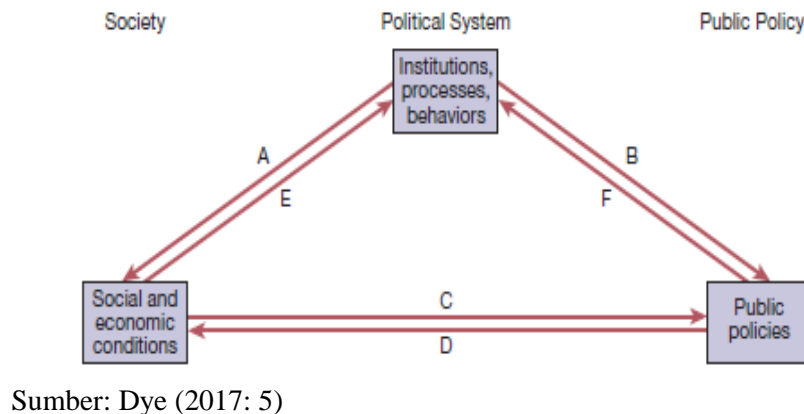 Society
Political System
Public Policy
Institutions,
processes,
behaviors
A
B
E
F
Social and
economic
conditions
C
D
Public
policies
Sumber: Dye (2017: 5)